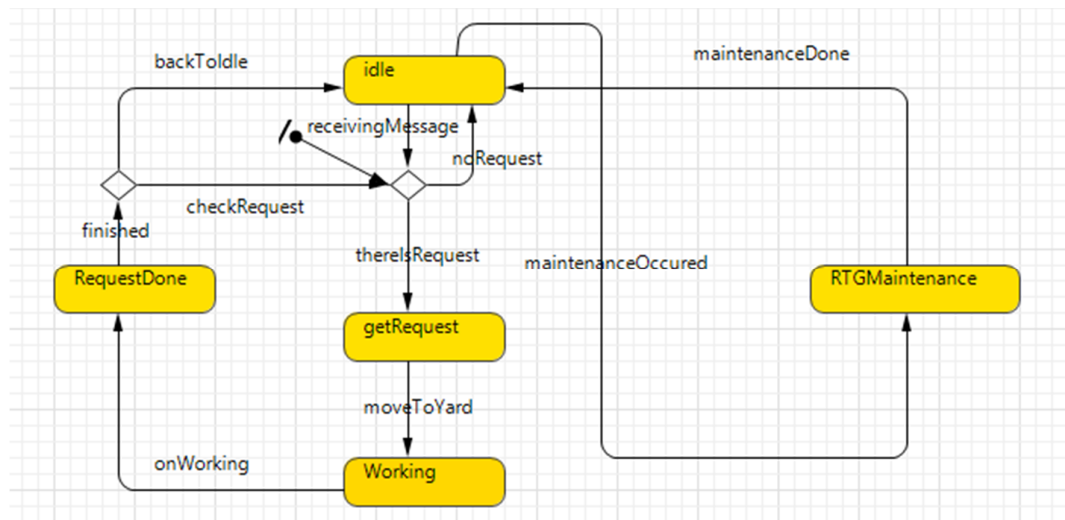 backToIdle
idle
maintenanceDone
receivingMessage
noRequest
checkRequest
finished
thereIsRequest
maintenanceOccured
RequestDone
RTGMaintenance
getRequest
moveToYard
onWorking
Working